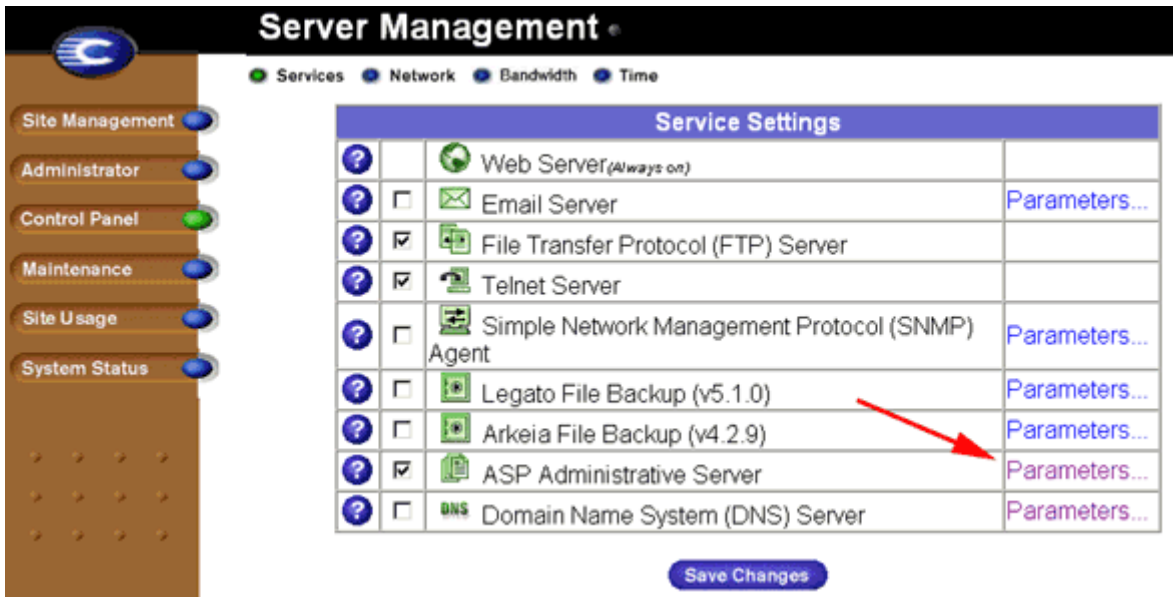 Server Management
Services Network Bandwidth Time
Site Management
Administrator
Control Panel
Maintenance
Site Usage
System Status
Service Settings
Web Server(Always on)
Email Server Parameters...
File Transfer Protocol (FTP) Server
Telnet Server
Simple Network Management Protocol (SNMP)
Agent Parameters...
Legato File Backup (v5.1.0) Parameters...
Arkeia File Backup (v4.2.9) Parameters...
ASP Administrative Server Parameters...
DNS Domain Name System (DNS) Server Parameters...
Save Changes